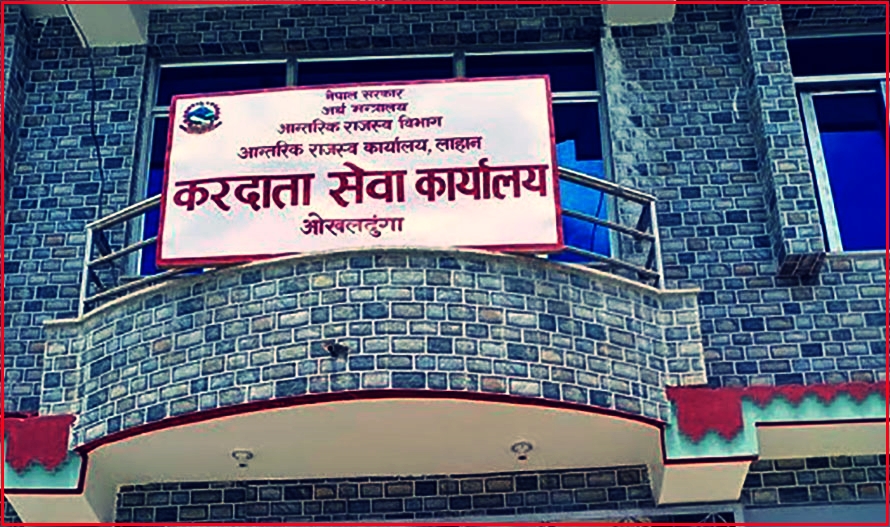 नेपाल सरकार
अर्थ मन्त्रालय
आन्तरिक राजस्व विभाग
आन्तरिक राजस्व कार्यालय, लाहान
करदाता सेवा कार्यालय
ओखलढुंगा